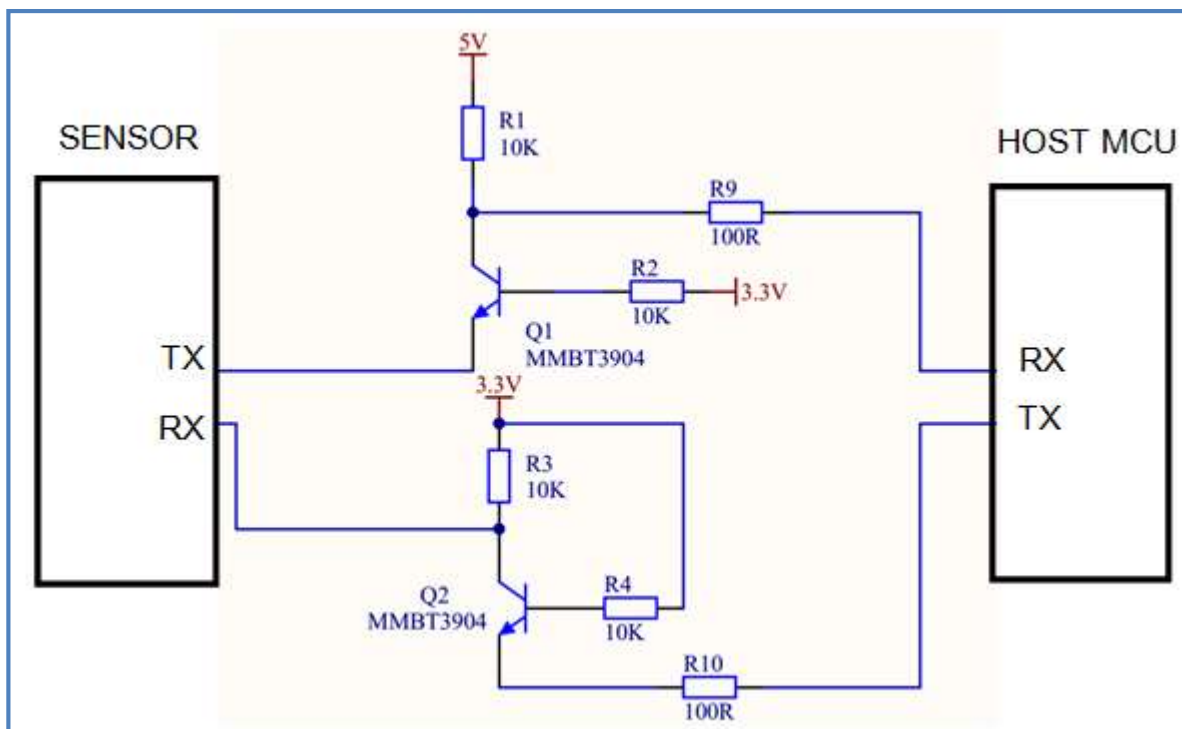 5V
R1
10K
SENSOR
HOST MCU
R9
100R
R2
10K
3.3V
Q1
MMBT3904
TX
RX
3.3V
RX
TX
R3
10K
Q2
MMBT3904
R4
10K
R10
100R